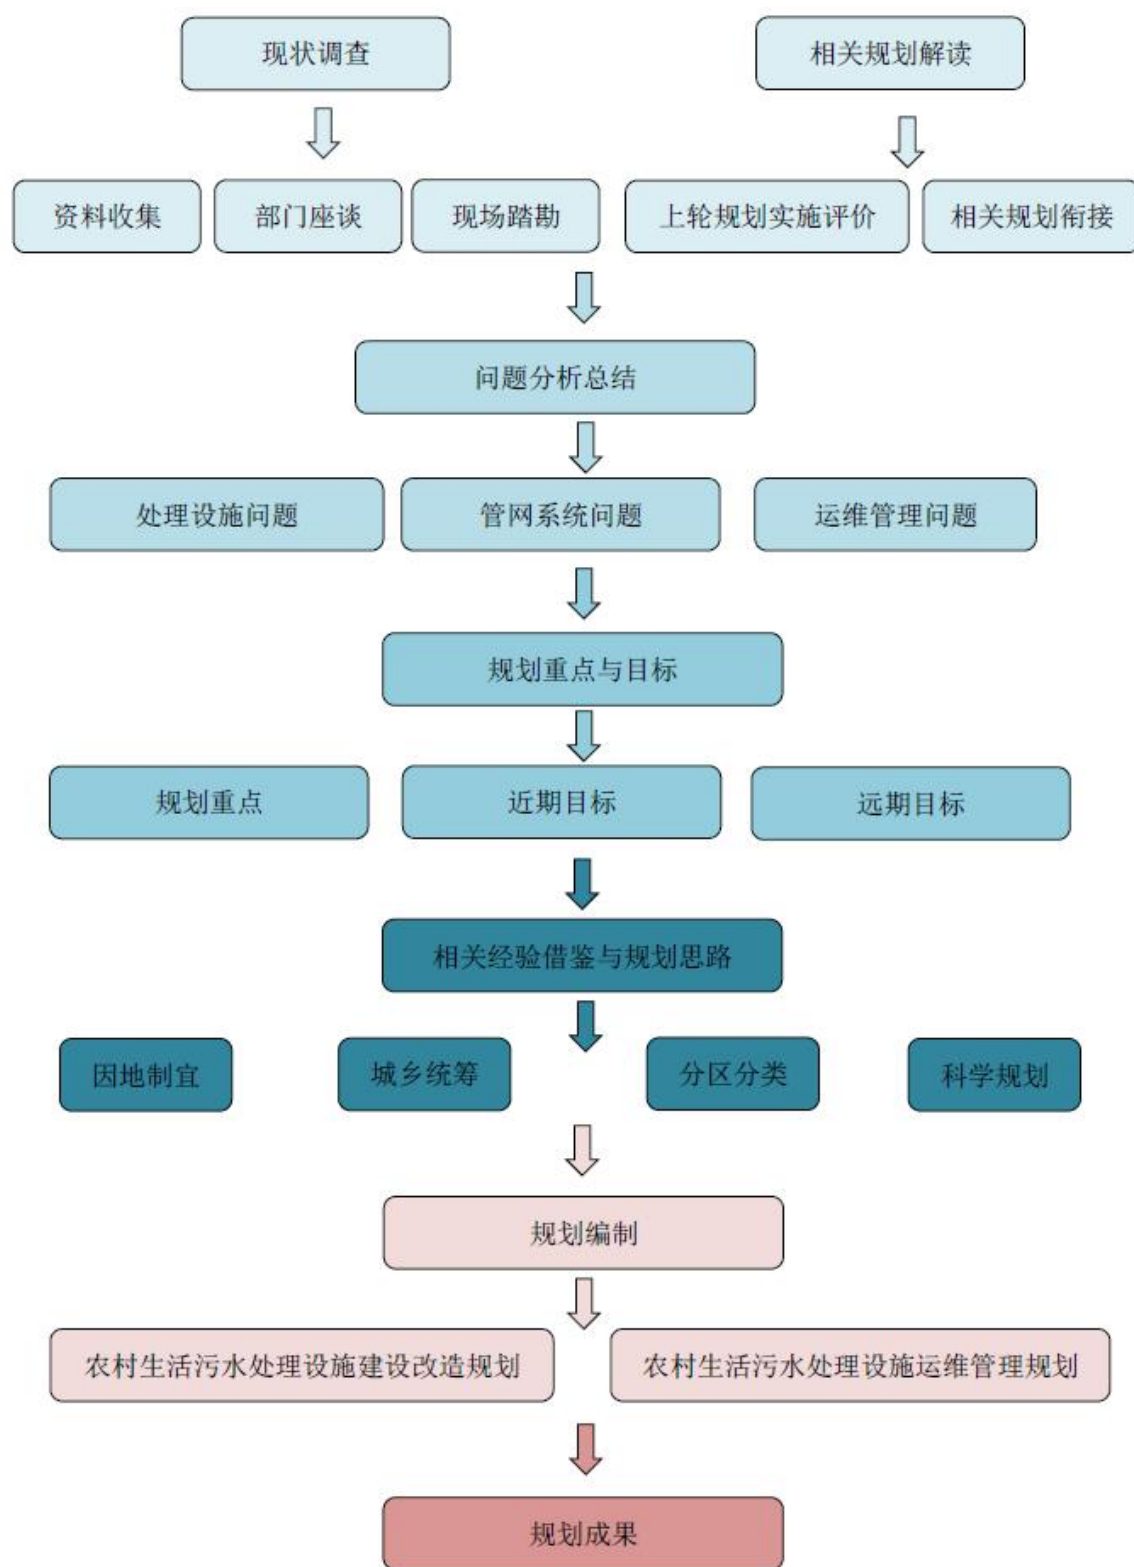 现状调查
相关规划解读
资料收集
部门座谈
现场踏勘
上轮规划实施评价
相关规划衔接
问题分析总结
处理设施问题
管网系统问题
运维管理问题
规划重点与目标
规划重点
近期目标
远期目标
相关经验借鉴与规划思路
因地制宜
城乡统筹
分区分类
科学规划
规划编制
农村生活污水处理设施建设改造规划
农村生活污水处理设施运维管理规划
规划成果